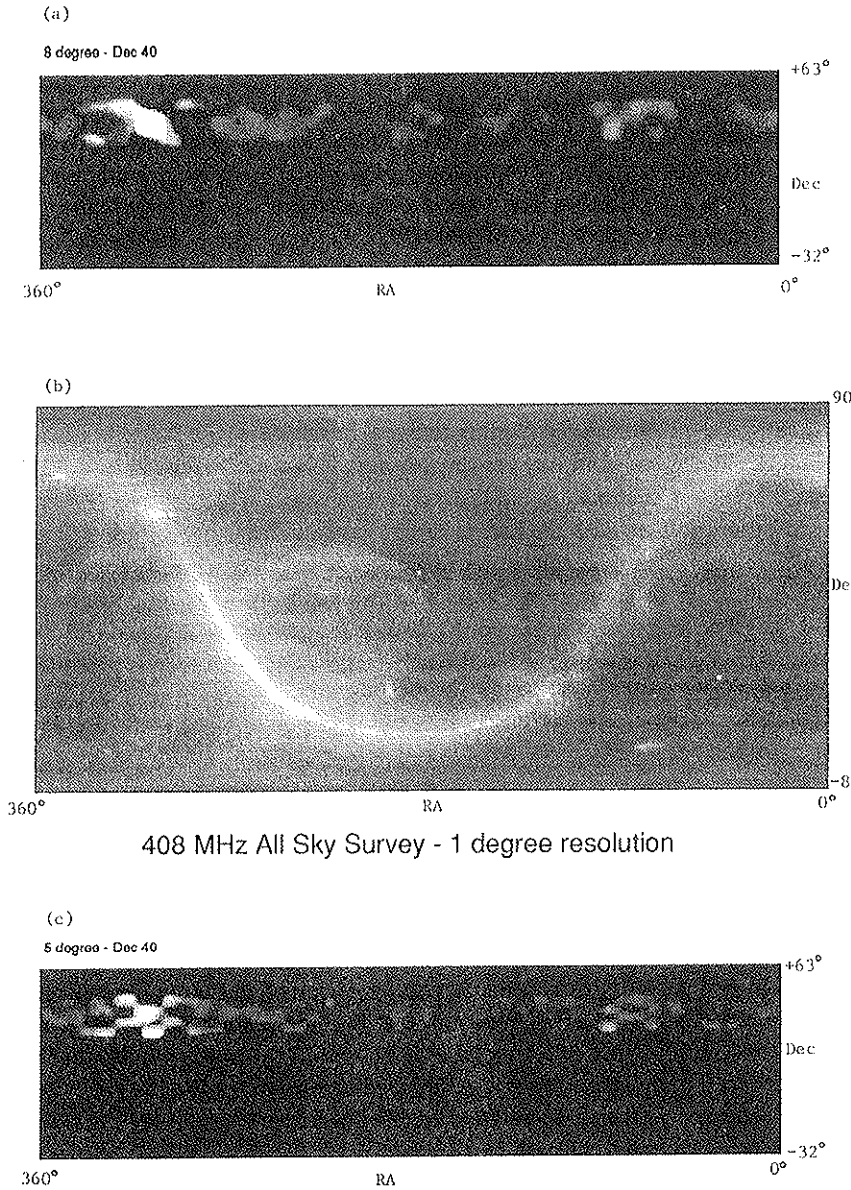 (a)
8 degree - Dec 40
+63°
Dec
-32°
360°
RA
0°
(b)
90
De
-8
360°
RA
0°
408 MHz All Sky Survey - 1 degree resolution
(c)
5 degree - Dec 40
+63°
Dec
-32°
360°
RA
0°